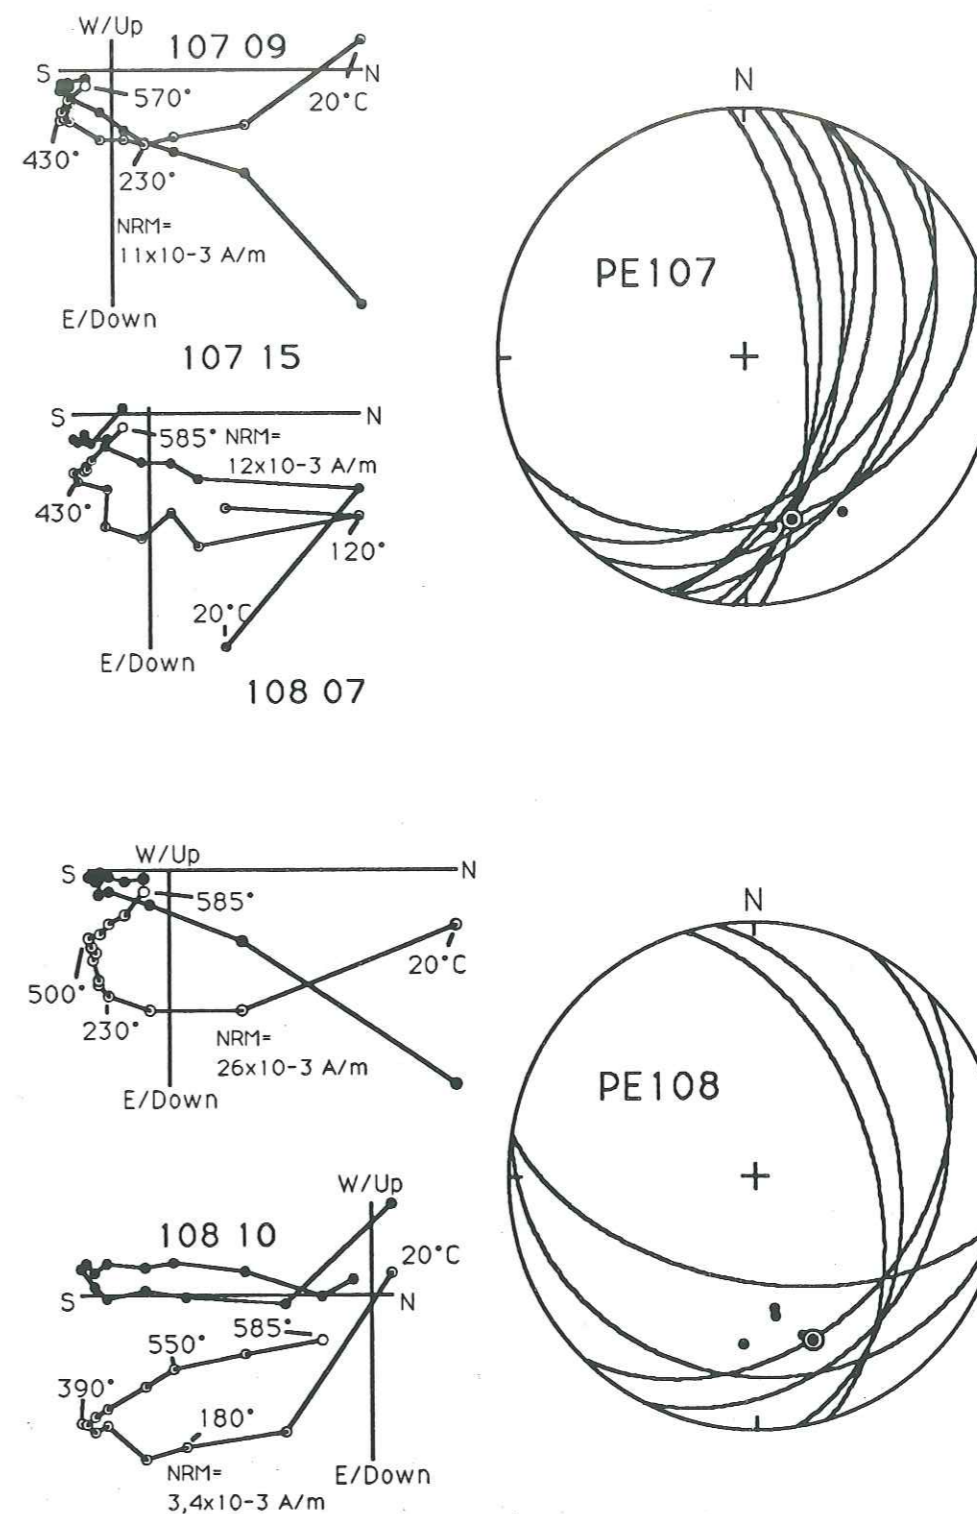 W/Up
107 09
S
N
570°
20°C
430°
230°
NRM=
11x10-3 A/m
E/Down
107 15
S
N
585°
NRM=
12x10-3 A/m
430°
120°
20°C
E/Down
108 07
N
PE107
W/Up
S
N
585°
20°C
500°
230°
NRM=
26x10-3 A/m
E/Down
W/Up
108 10
20°C
S
N
585°
550°
390°
180°
E/Down
NRM=
3,4x10-3 A/m
N
PE108